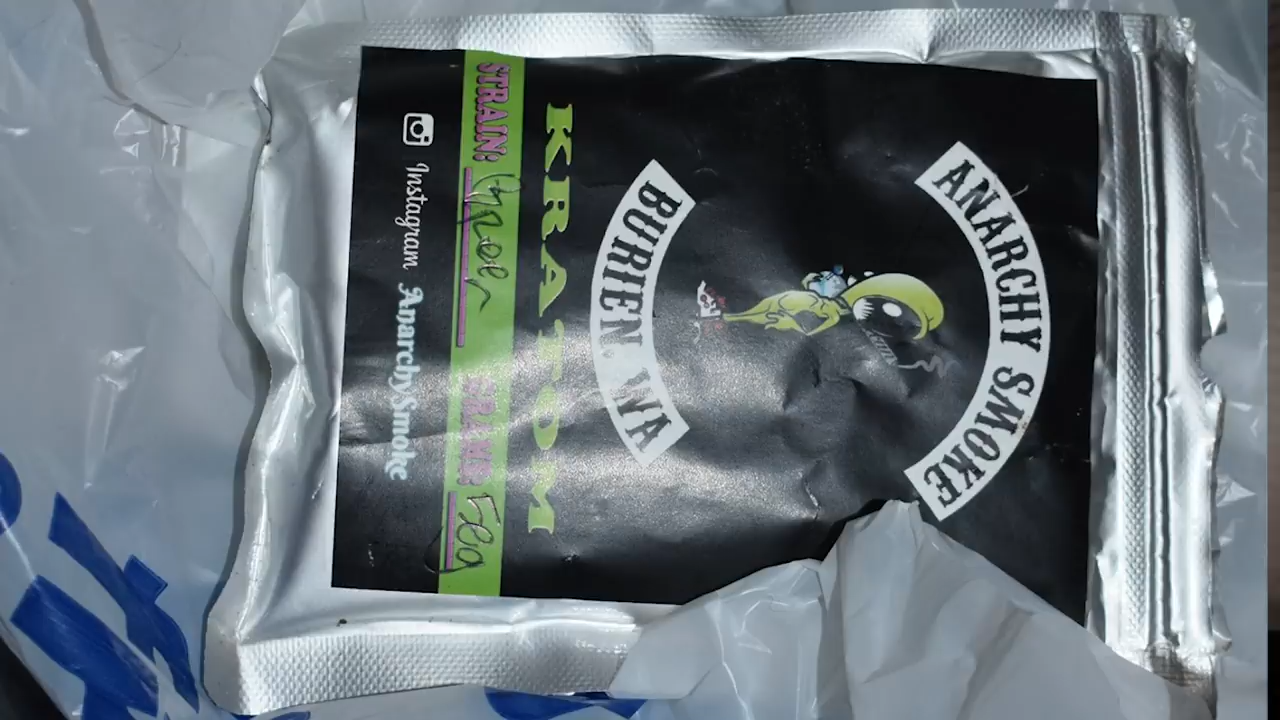 ANARCHY SMOKE
BURIEN, WA
KRATOM
STRAIN: GRAMS:
Instagram AnarchySmoke